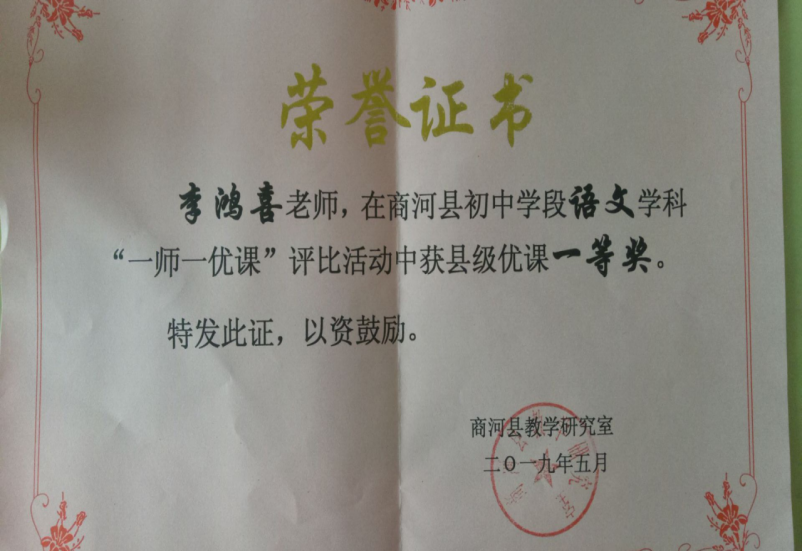 荣誉证书
李鸿喜老师，在商河县初中学段语文学科
“一师一优课”评比活动中获县级优课一等奖。
特发此证，以资鼓励。
商河县教学研究室
二〇一九年五月